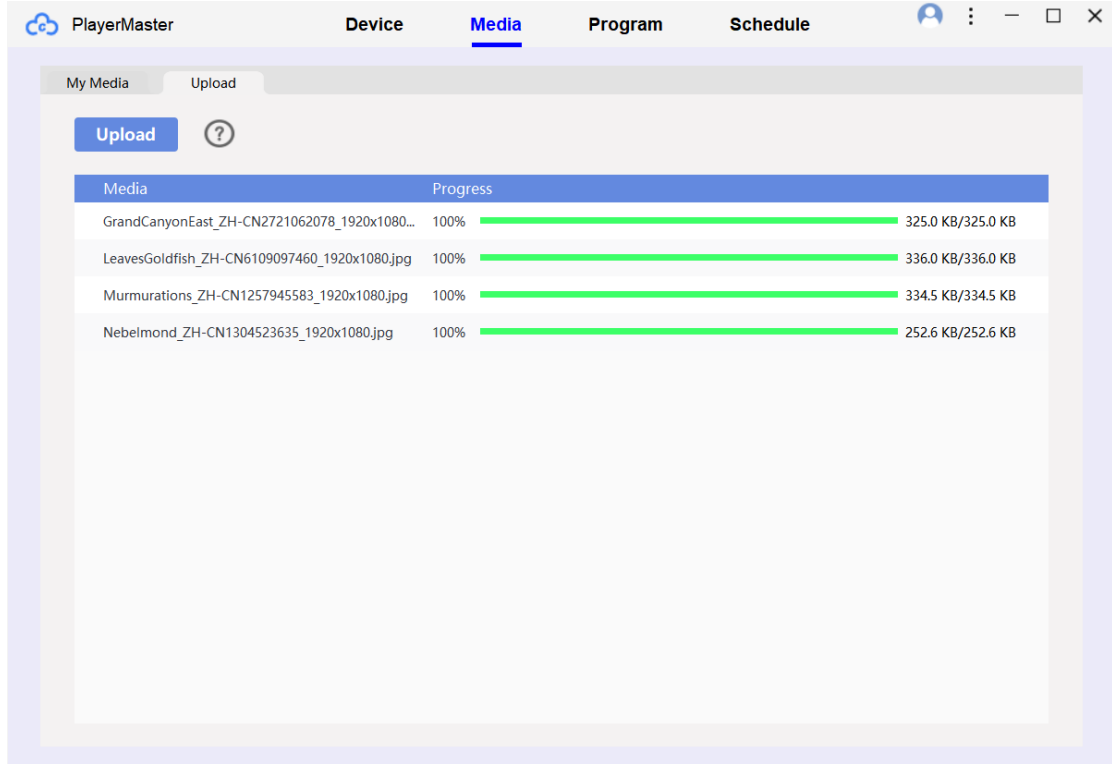 PlayerMaster Device Media Program Schedule
My Media Upload
Upload ?
Media Progress
GrandCanyonEast_ZH-CN2721062078_1920x1080... 100% 325.0 KB/325.0 KB
LeavesGoldfish_ZH-CN6109097460_1920x1080.jpg 100% 336.0 KB/336.0 KB
Murmurations_ZH-CN1257945583_1920x1080.jpg 100% 334.5 KB/334.5 KB
Nebelmond_ZH-CN1304523635_1920x1080.jpg 100% 252.6 KB/252.6 KB